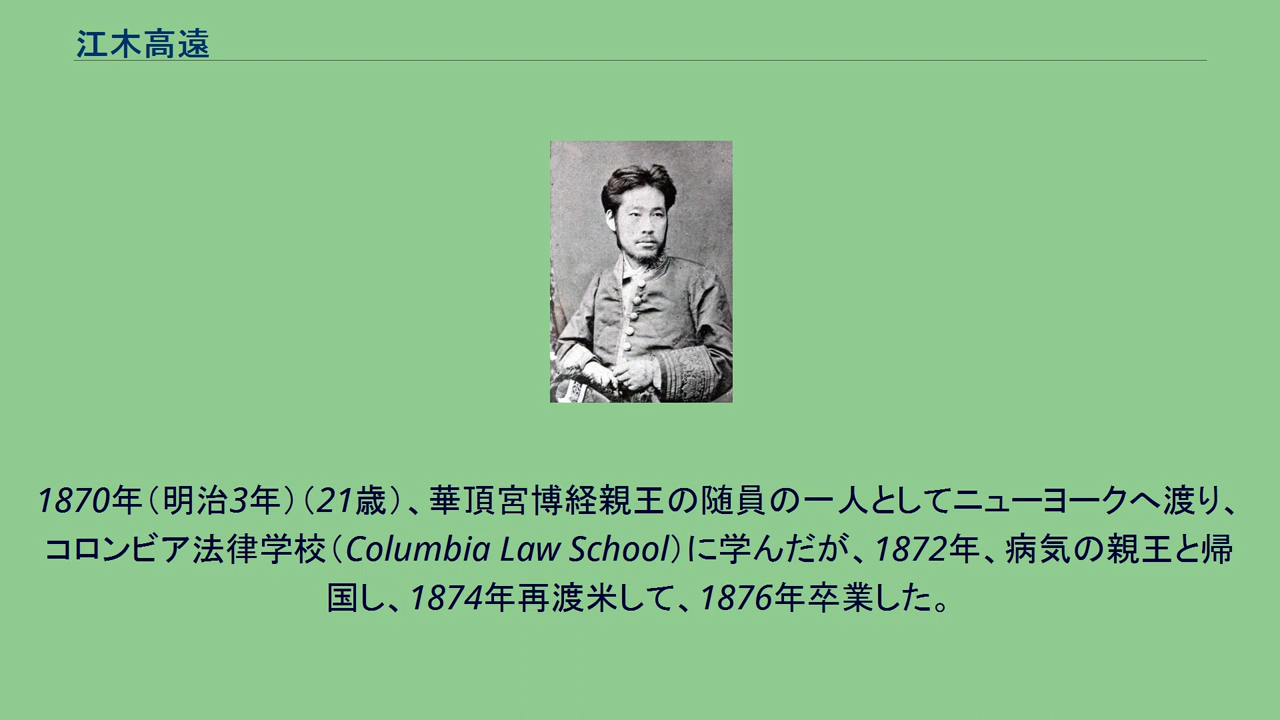 江木高遠
1870年（明治3年）（21歳）、華頂宮博経親王の随員の一人としてニューヨークへ渡り、
コロンビア法律学校（Columbia Law School）に学んだが、1872年、病気の親王と帰
国し、1874年再渡米して、1876年卒業した。